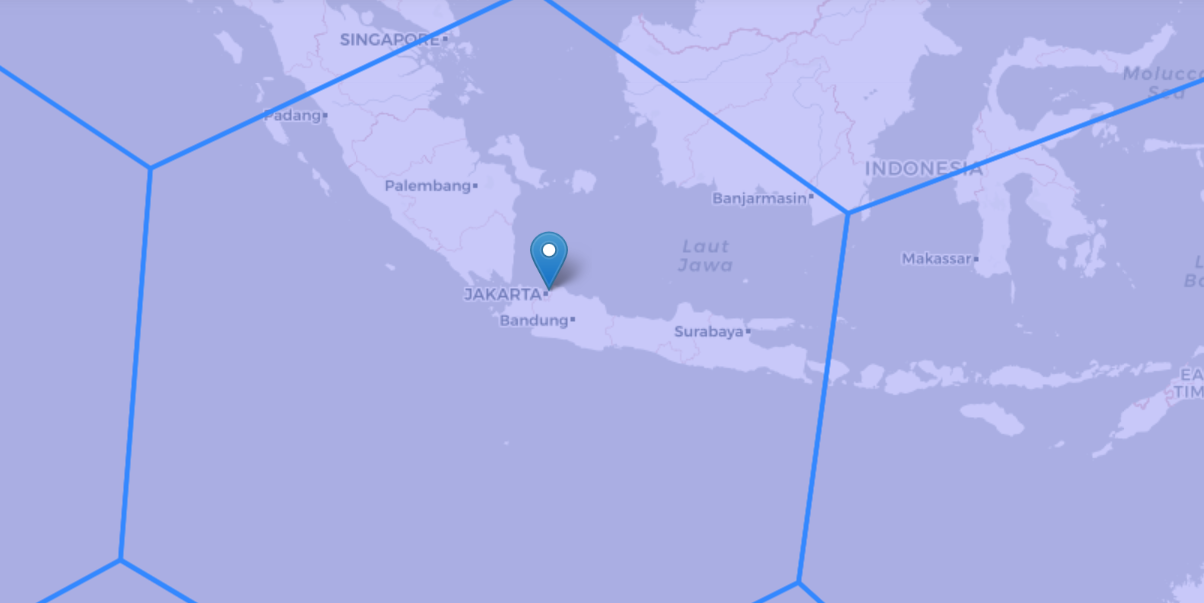 SINGAPORE
Molucca
Sea
Padang
INDONESIA
Palembang
Banjarmasin
Laut
Jawa
Makassar
JAKARTA
Bandung
Surabaya
EA
TIM